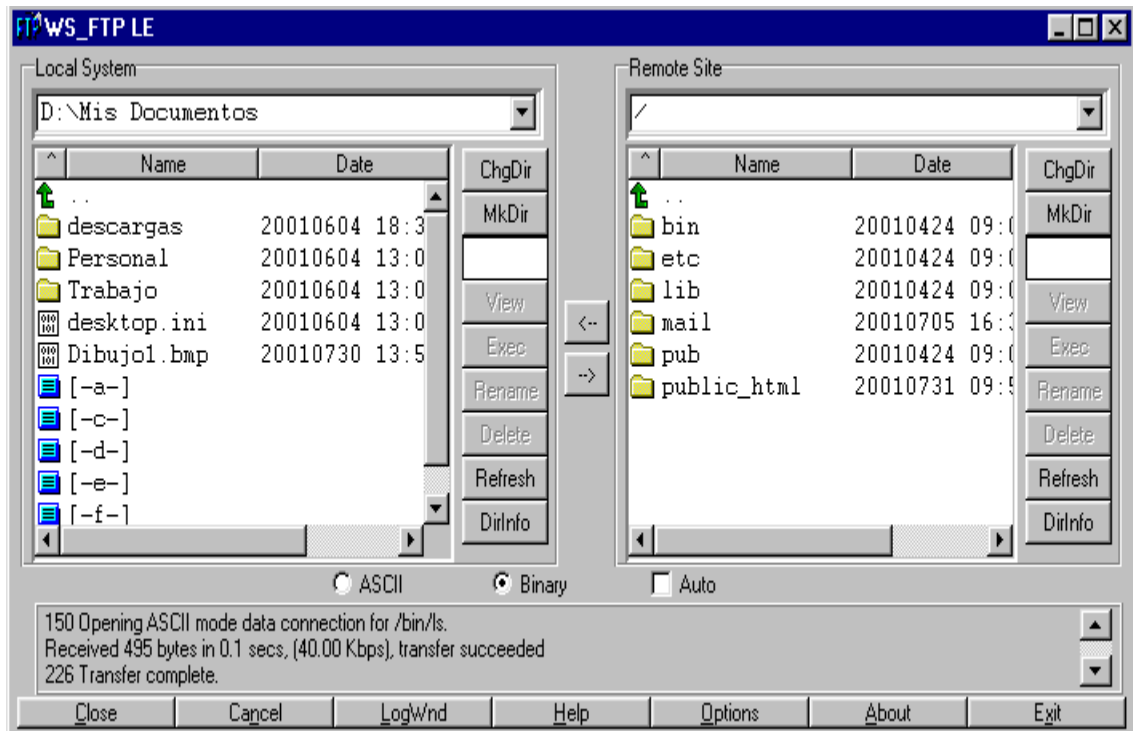 WS_FTP LE
Local System
Remote Site
D:\Mis Documentos
/
^ Name Date
^ Name Date
ChgDir
MkDir
View
Exec
Rename
Delete
Refresh
DirInfo
..
descargas 20010604 18:3
Personal 20010604 13:0
Trabajo 20010604 13:0
desktop.ini 20010604 13:0
Dibujo1.bmp 20010730 13:5
[-a-]
[-c-]
[-d-]
[-e-]
[-f-]
<--
-->
..
bin 20010424 09:0
etc 20010424 09:0
lib 20010424 09:0
mail 20010705 16:3
pub 20010424 09:0
public_html 20010731 09:5
ChgDir
MkDir
View
Exec
Rename
Delete
Refresh
DirInfo
ASCII Binary Auto
150 Opening ASCII mode data connection for /bin/ls.
Received 495 bytes in 0.1 secs, (40.00 Kbps), transfer succeeded
226 Transfer complete.
Close Cancel LogWnd Help Options About Exit